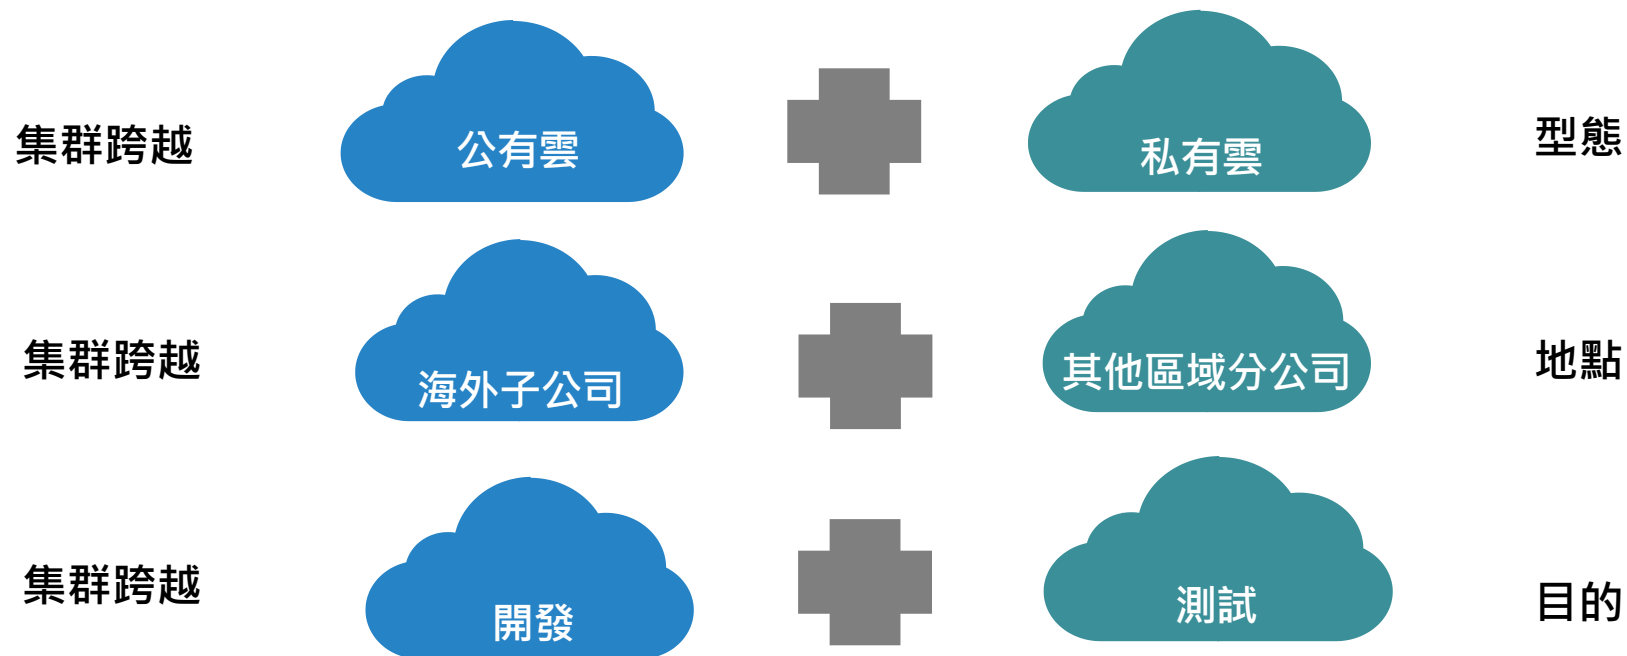 集群跨越
公有雲
私有雲
型態
集群跨越
海外子公司
其他區域分公司
地點
集群跨越
開發
測試
目的